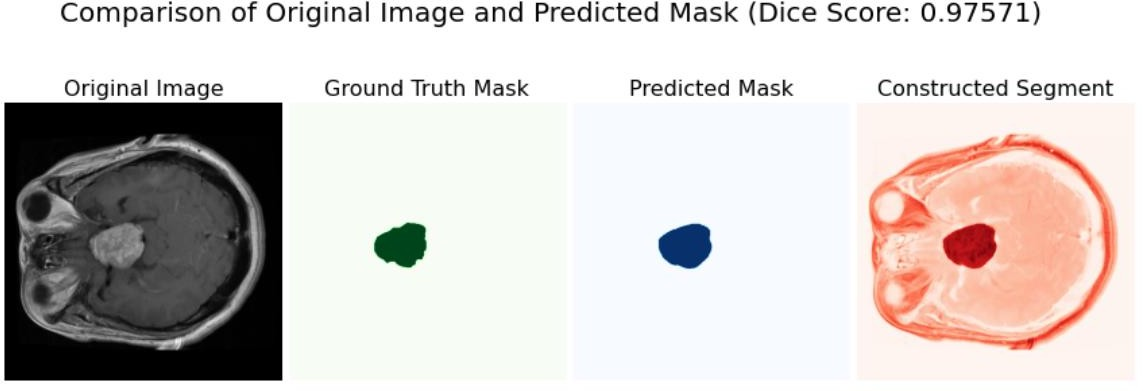 Comparison of Original Image and Predicted Mask (Dice Score: 0.97571)
Original Image
Ground Truth Mask
Predicted Mask
Constructed Segment